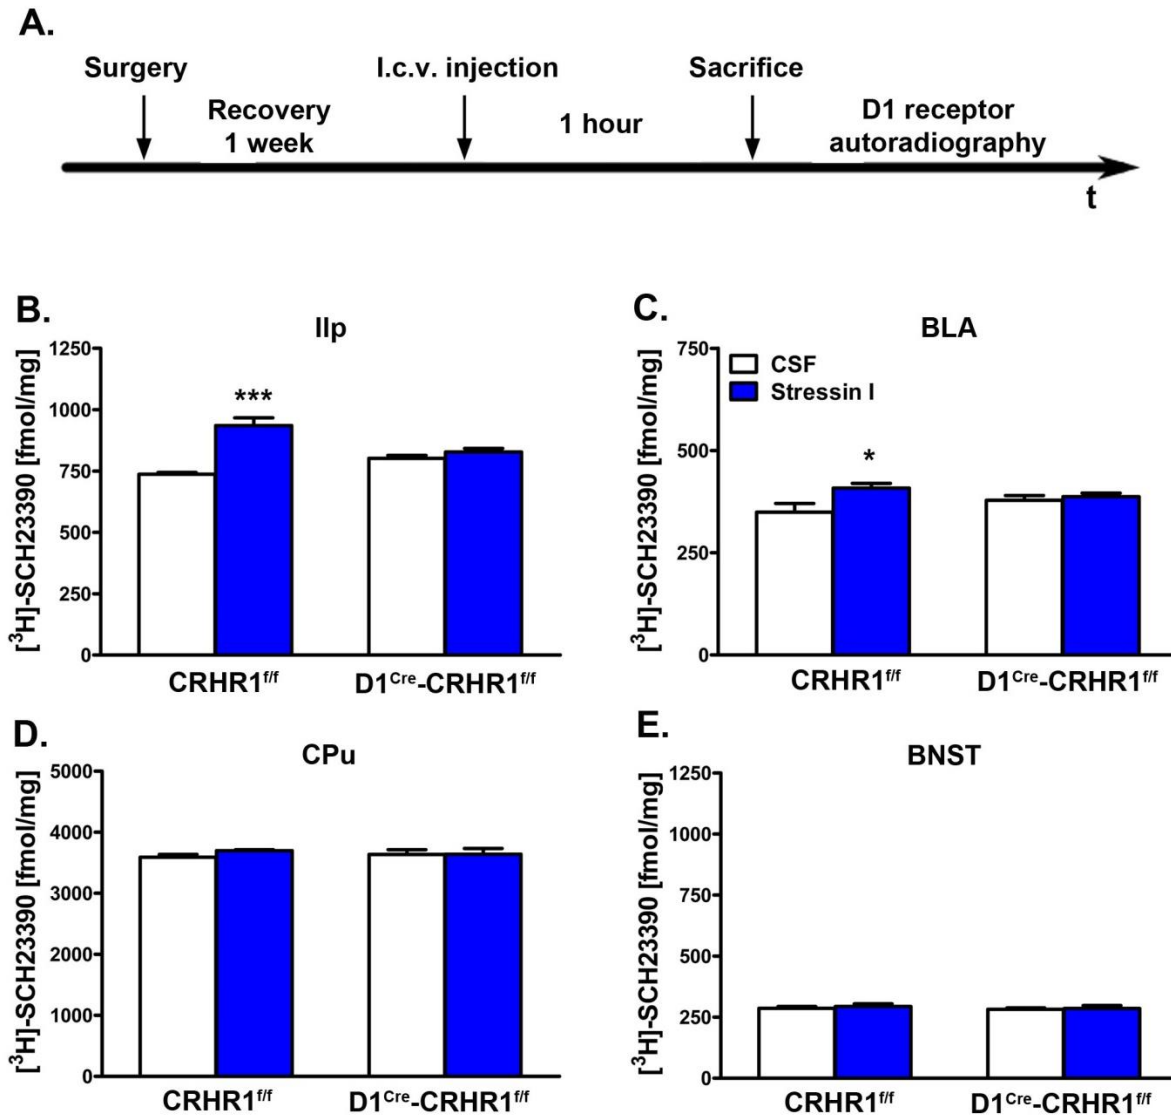 A.
Surgery
I.c.v. injection
Sacrifice
Recovery
1 week
1 hour
D1 receptor
autoradiography
t
B.
IIp
[³H]-SCH23390 [fmol/mg]
1250
1000
750
500
250
0
***
CRHR1f/f
D1Cre-CRHR1f/f
C.
BLA
[³H]-SCH23390 [fmol/mg]
750
500
250
0
CSF
Stressin I
*
CRHR1f/f
D1Cre-CRHR1f/f
D.
CPu
[³H]-SCH23390 [fmol/mg]
5000
4000
3000
2000
1000
0
CRHR1f/f
D1Cre-CRHR1f/f
E.
BNST
[³H]-SCH23390 [fmol/mg]
1250
1000
750
500
250
0
CRHR1f/f
D1Cre-CRHR1f/f